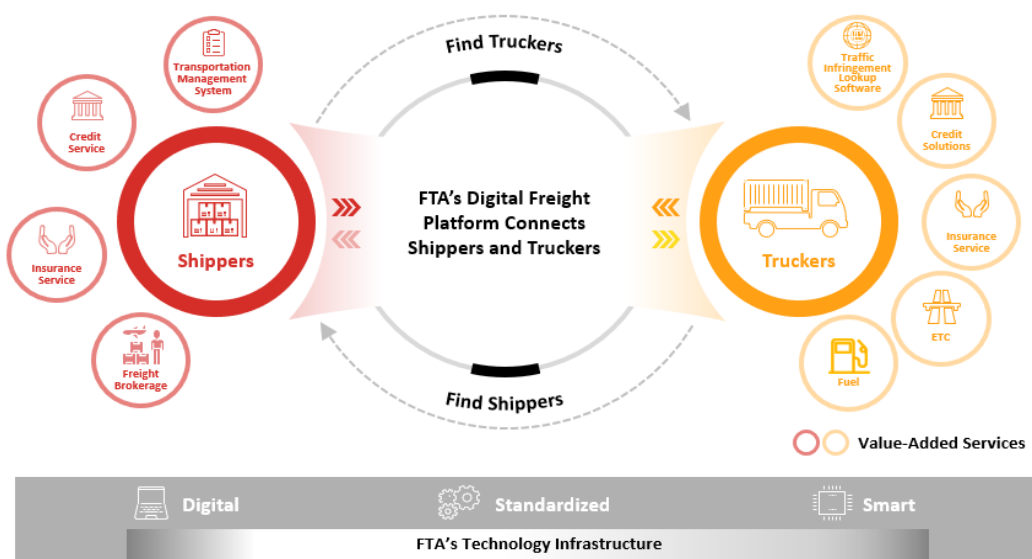 Find Truckers
Transportation
Management
System
Credit
Service
Insurance
Service
Freight
Brokerage
Shippers
FTA's Digital Freight
Platform Connects
Shippers and Truckers
Truckers
Traffic
Infringement
Lookup
Software
Credit
Solutions
Insurance
Service
ETC
Fuel
Find Shippers
Value-Added Services
Digital
Standardized
Smart
FTA's Technology Infrastructure